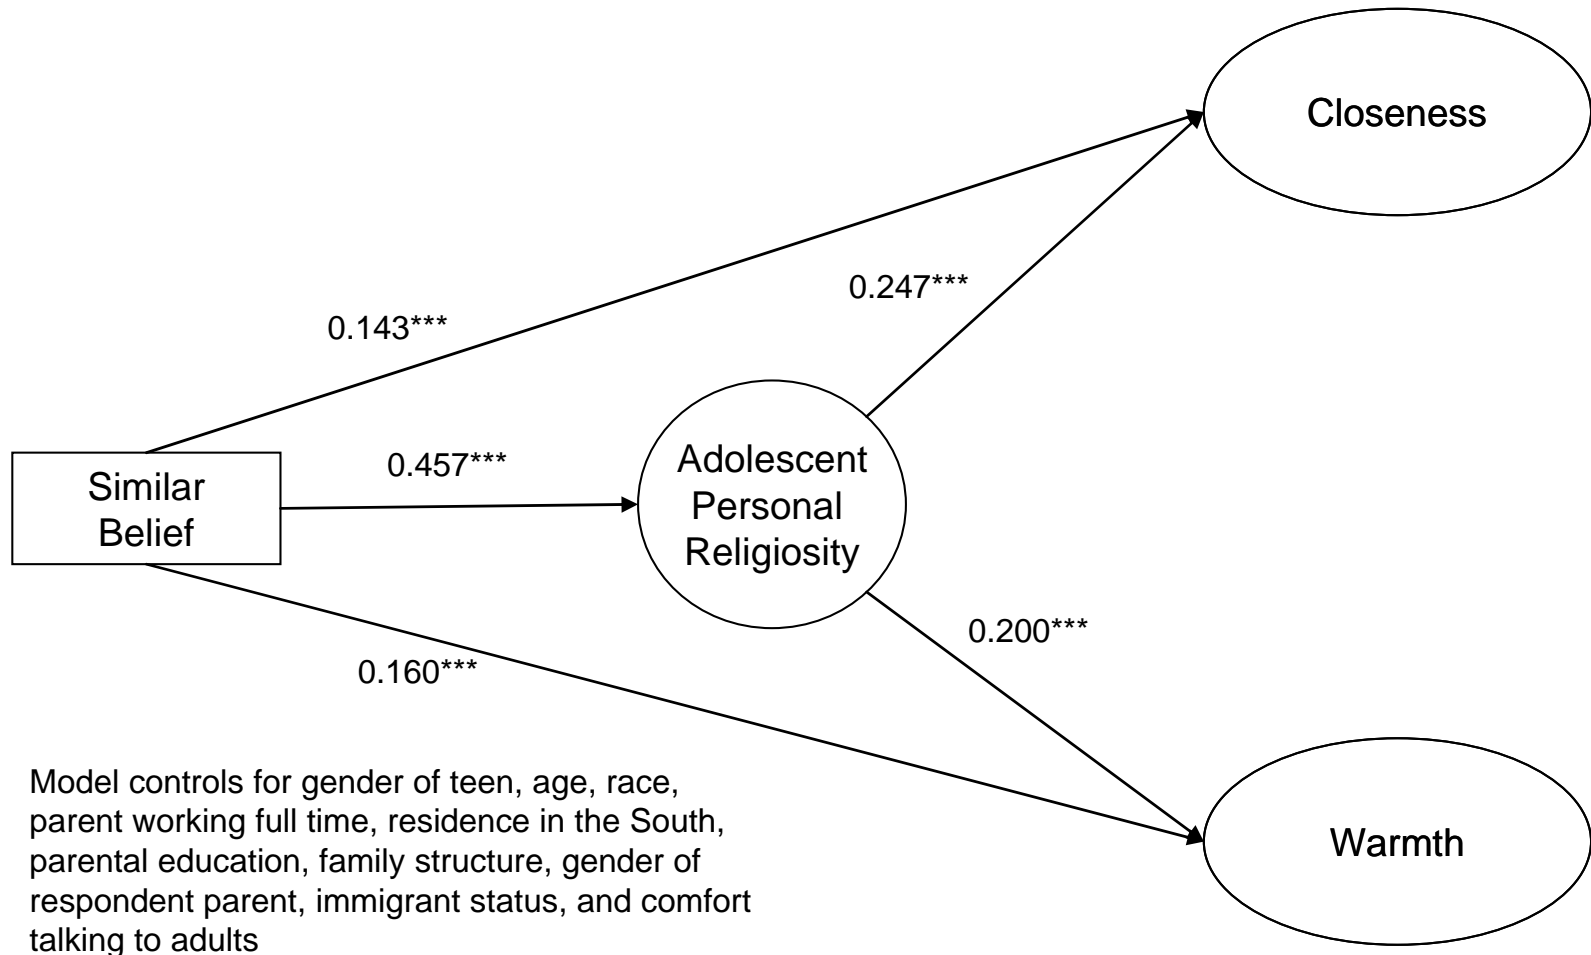 Closeness
0.247***
0.143***
Adolescent
Personal
Religiosity
0.457***
Similar
Belief
0.200***
0.160***
Warmth
Model controls for gender of teen, age, race,
parent working full time, residence in the South,
parental education, family structure, gender of
respondent parent, immigrant status, and comfort
talking to adults